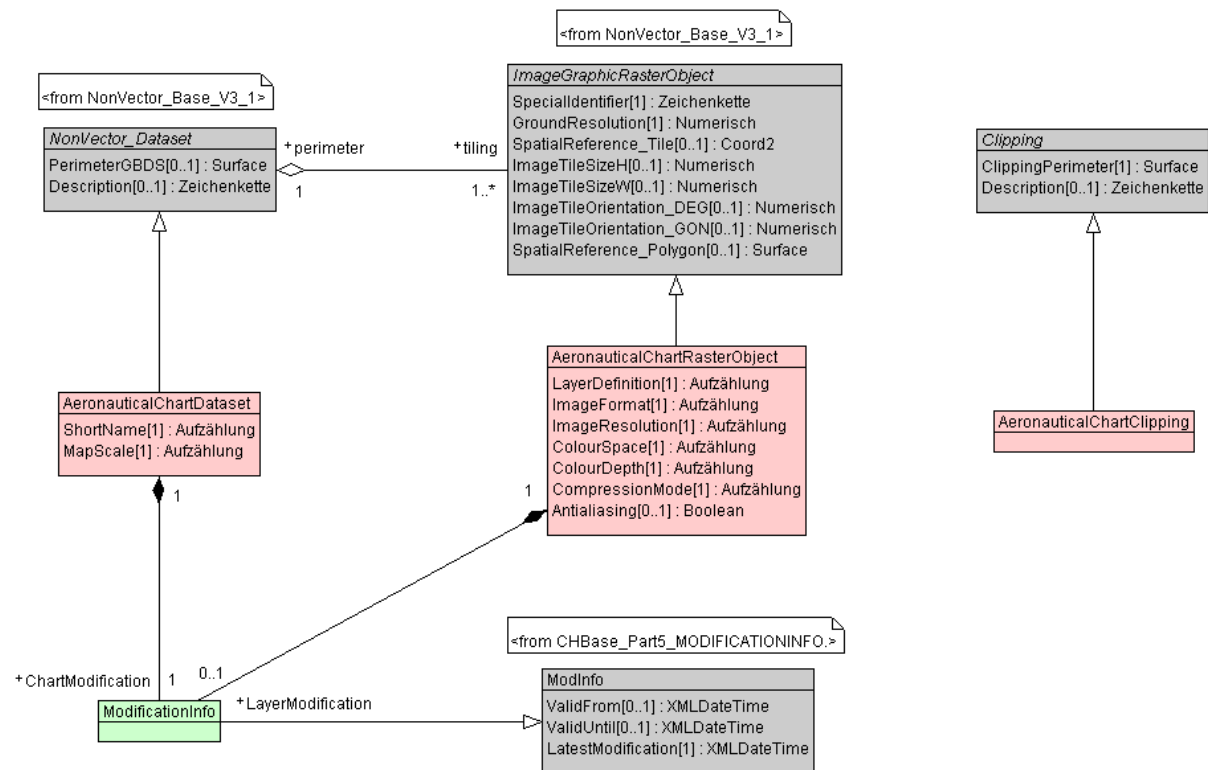 <from NonVector_Base_V3_1>
ImageGraphicRasterObject
SpecialIdentifier[1] : Zeichenkette
GroundResolution[1] : Numerisch
SpatialReference_Tile[0..1] : Coord2
ImageTileSizeH[0..1] : Numerisch
ImageTileSizeW[0..1] : Numerisch
ImageTileOrientation_DEG[0..1] : Numerisch
ImageTileOrientation_GON[0..1] : Numerisch
SpatialReference_Polygon[0..1] : Surface
<from NonVector_Base_V3_1>
NonVector_Dataset
PerimeterGBDS[0..1] : Surface
Description[0..1] : Zeichenkette
+perimeter
1
+tiling
1..*
Clipping
ClippingPerimeter[1] : Surface
Description[0..1] : Zeichenkette
AeronauticalChartDataset
ShortName[1] : Aufzählung
MapScale[1] : Aufzählung
1
AeronauticalChartRasterObject
LayerDefinition[1] : Aufzählung
ImageFormat[1] : Aufzählung
ImageResolution[1] : Aufzählung
ColourSpace[1] : Aufzählung
ColourDepth[1] : Aufzählung
CompressionMode[1] : Aufzählung
Antialiasing[0..1] : Boolean
1
AeronauticalChartClipping
+ChartModification
1
0..1
+LayerModification
ModificationInfo
<from CHBase_Part5_MODIFICATIONINFO.>
ModInfo
ValidFrom[0..1] : XMLDateTime
ValidUntil[0..1] : XMLDateTime
LatestModification[1] : XMLDateTime